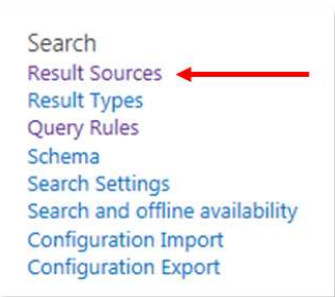 Search
Result Sources
Result Types
Query Rules
Schema
Search Settings
Search and offline availability
Configuration Import
Configuration Export